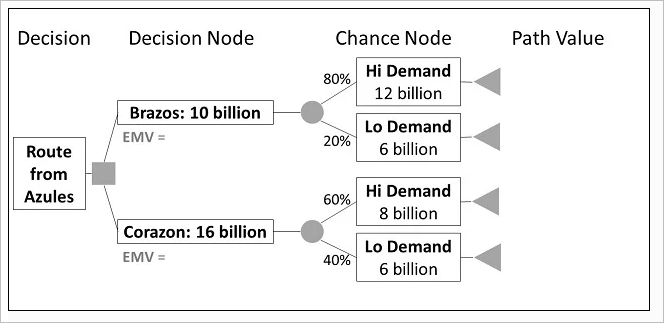 Decision
Decision Node
Chance Node
Path Value
80%
Hi Demand
12 billion
Brazos: 10 billion
EMV =
20%
Lo Demand
6 billion
Route
from
Azules
60%
Hi Demand
8 billion
Corazon: 16 billion
EMV =
40%
Lo Demand
6 billion